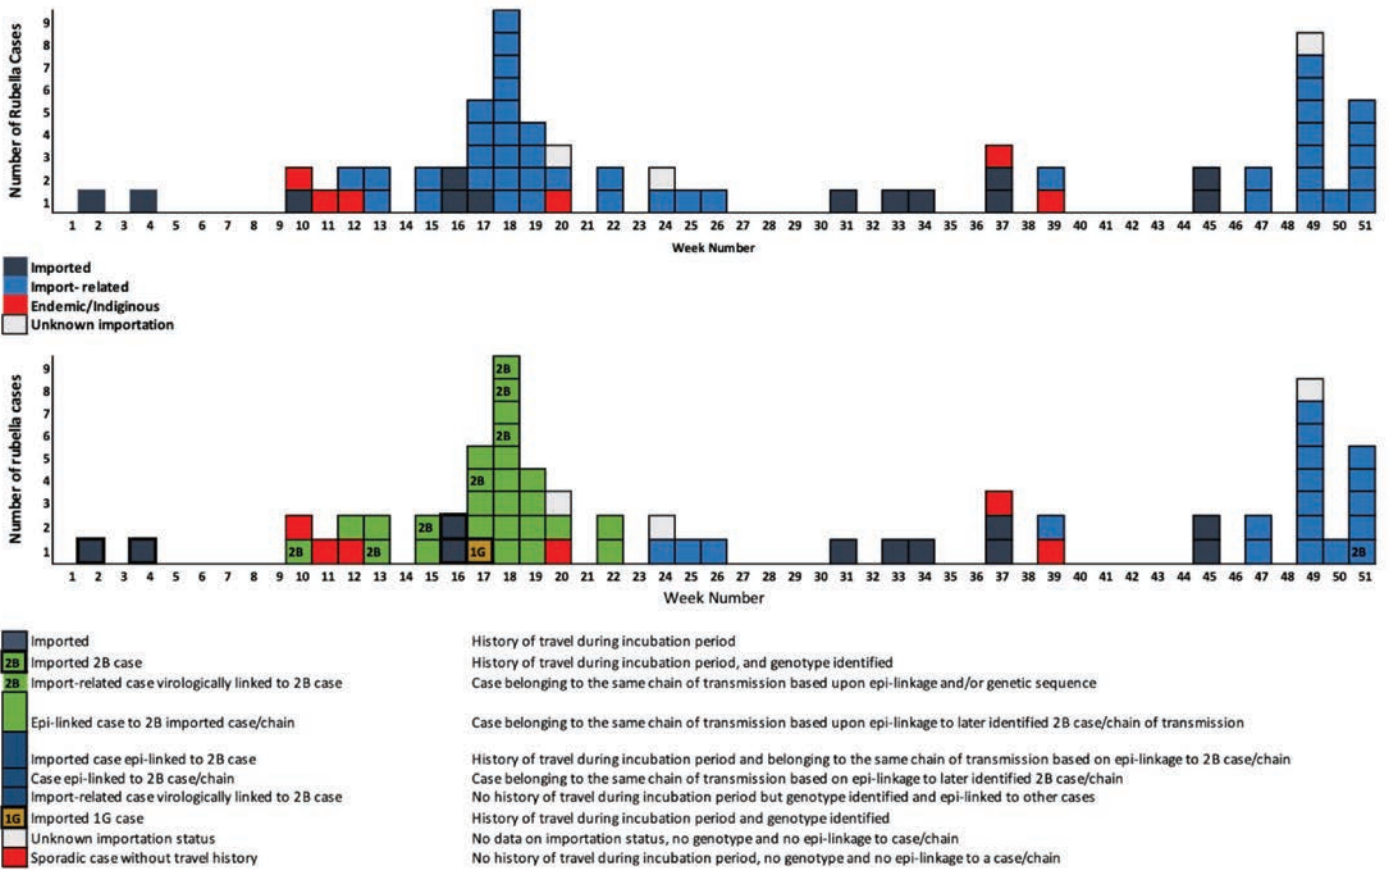 Number of Rubella Cases
9
8
7
6
5
4
3
2
1
1 2 3 4 5 6 7 8 9 10 11 12 13 14 15 16 17 18 19 20 21 22 23 24 25 26 27 28 29 30 31 32 33 34 35 36 37 38 39 40 41 42 43 44 45 46 47 48 49 50 51
Week Number
Imported
Import- related
Endemic/Indiginous
Unknown importation
Number of rubella cases
9
8
7
6
5
4
3
2
1
2B
2B
2B
2B
2B
2B
2B
1G
2B
1 2 3 4 5 6 7 8 9 10 11 12 13 14 15 16 17 18 19 20 21 22 23 24 25 26 27 28 29 30 31 32 33 34 35 36 37 38 39 40 41 42 43 44 45 46 47 48 49 50 51
Week Number
Imported History of travel during incubation period
2B Imported 2B case History of travel during incubation period, and genotype identified
2B Import-related case virologically linked to 2B case Case belonging to the same chain of transmission based upon epi-linkage and/or genetic sequence
Epi-linked case to 2B imported case/chain Case belonging to the same chain of transmission based upon epi-linkage to later identified 2B case/chain of transmission
Imported case epi-linked to 2B case History of travel during incubation period and belonging to the same chain of transmission based on epi-linkage to 2B case/chain
Case epi-linked to 2B case/chain Case belonging to the same chain of transmission based on epi-linkage to later identified 2B case/chain
Import-related case virologically linked to 2B case No history of travel during incubation period but genotype identified and epi-linked to other cases
1G Imported 1G case History of travel during incubation period and genotype identified
Unknown importation status No data on importation status, no genotype and no epi-linkage to case/chain
Sporadic case without travel history No history of travel during incubation period, no genotype and no epi-linkage to a case/chain